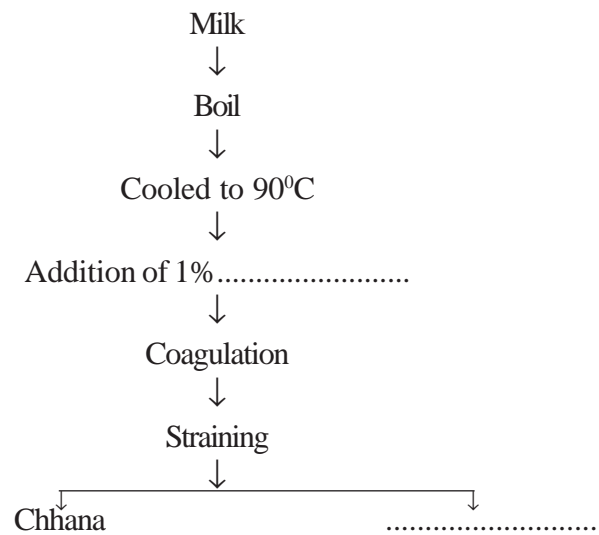 Milk
↓
Boil
↓
Cooled to 90⁰C
↓
Addition of 1%.........................
↓
Coagulation
↓
Straining
↓
Chhana ...........................